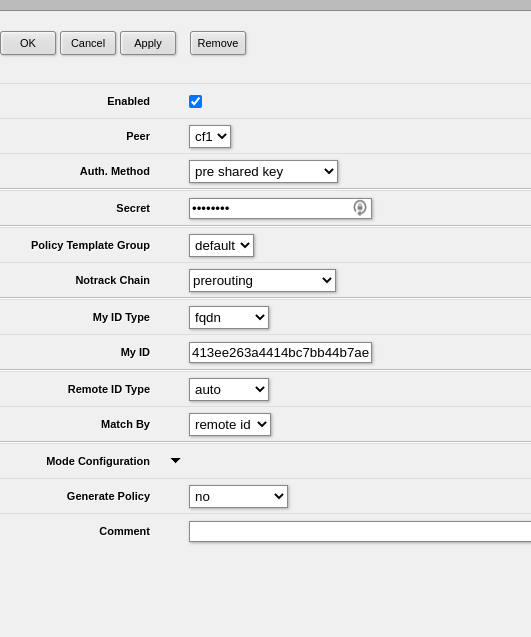 OK Cancel Apply Remove
Enabled
Peer cf1
Auth. Method pre shared key
Secret ••••••••
Policy Template Group default
Notrack Chain prerouting
My ID Type fqdn
My ID 413ee263a4414bc7bb44b7ae
Remote ID Type auto
Match By remote id
Mode Configuration
Generate Policy no
Comment